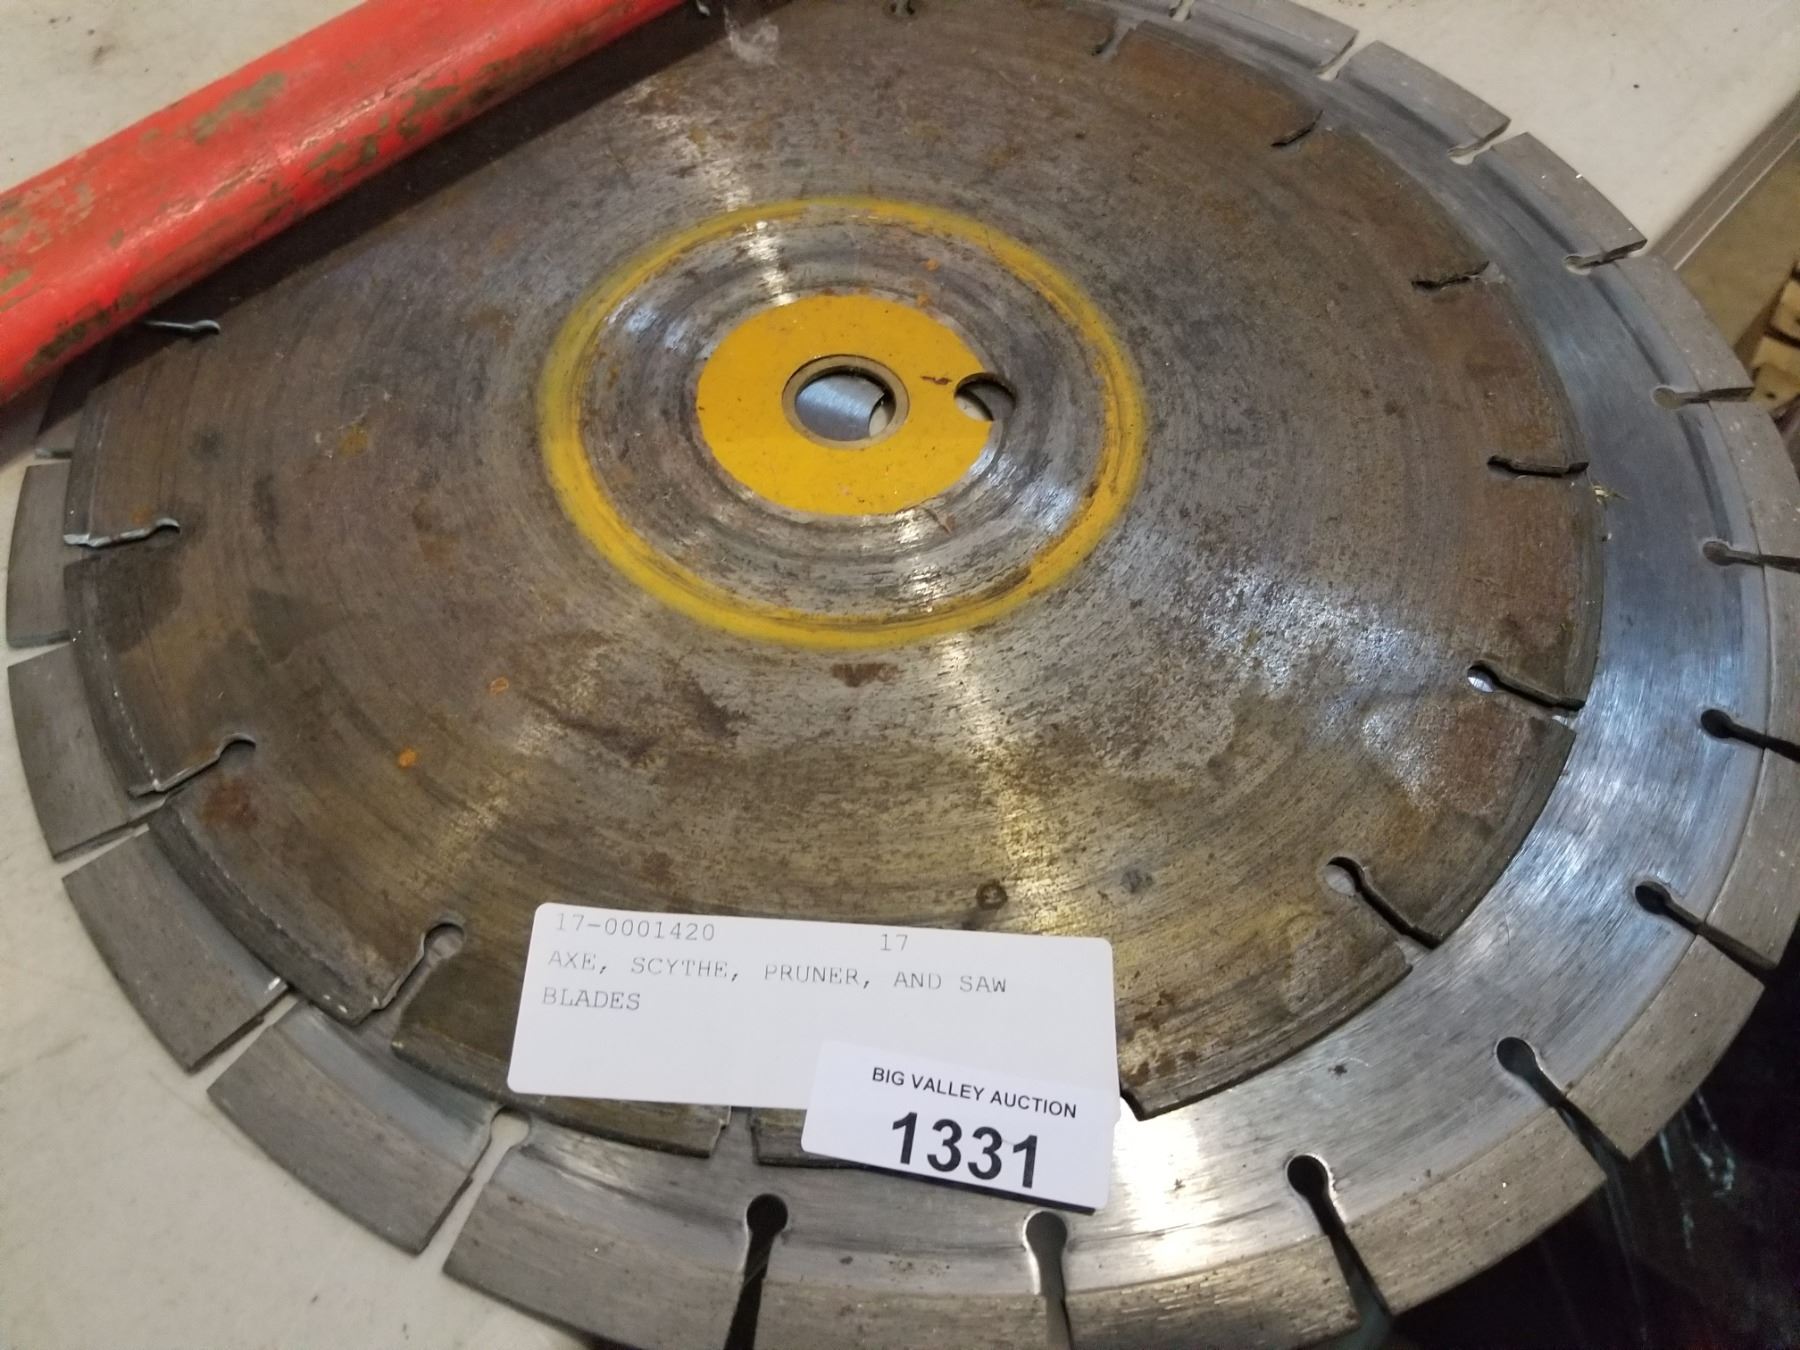 17-0001420 17
AXE, SCYTHE, PRUNER, AND SAW
BLADES
BIG VALLEY AUCTION
1331